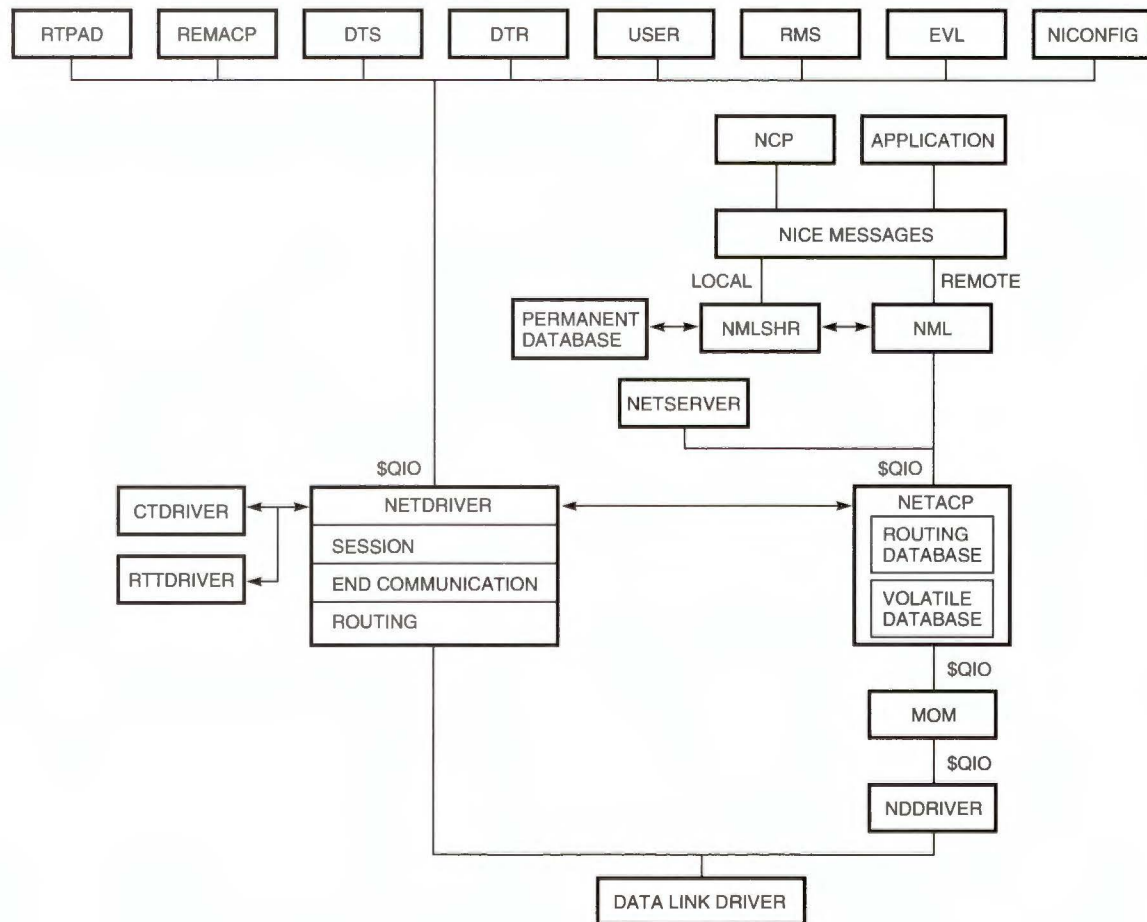 RTPAD
REMACP
DTS
DTR
USER
RMS
EVL
NICONFIG
NCP
APPLICATION
NICE MESSAGES
LOCAL
REMOTE
PERMANENT
DATABASE
NMLSHR
NML
NETSERVER
$QIO
$QIO
CTDRIVER
NETDRIVER
NETACP
SESSION
ROUTING
DATABASE
RTTDRIVER
END COMMUNICATION
ROUTING
VOLATILE
DATABASE
$QIO
MOM
$QIO
NDDRIVER
DATA LINK DRIVER